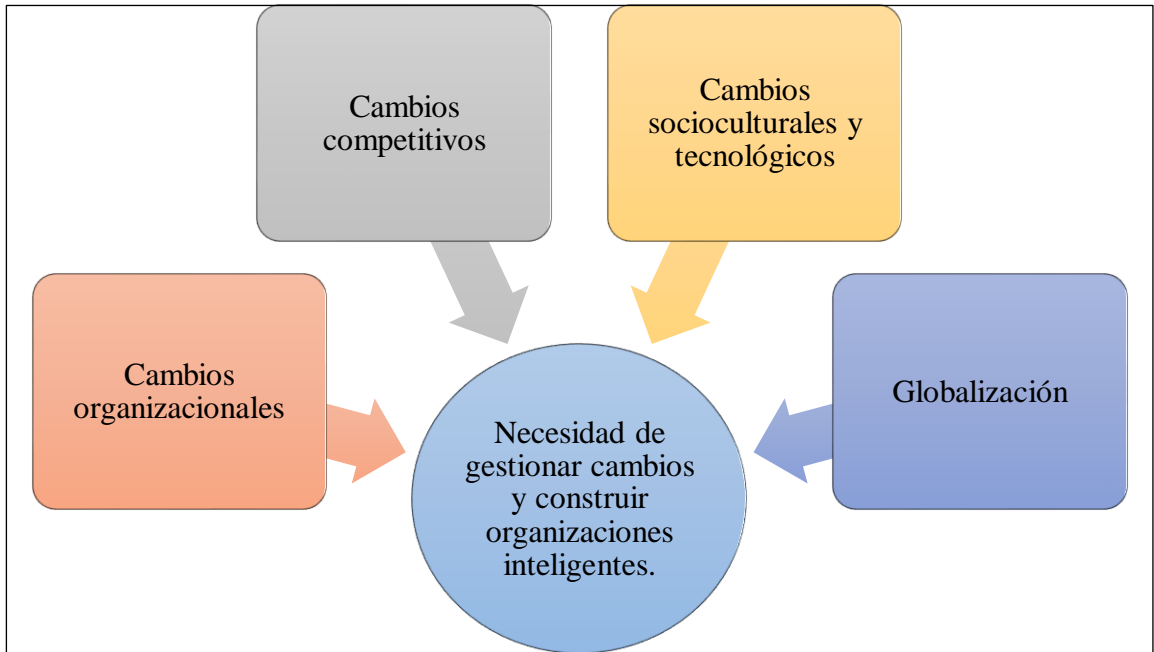 Cambios
competitivos
Cambios
socioculturales y
tecnológicos
Cambios
organizacionales
Globalización
Necesidad de
gestionar cambios
y construir
organizaciones
inteligentes.